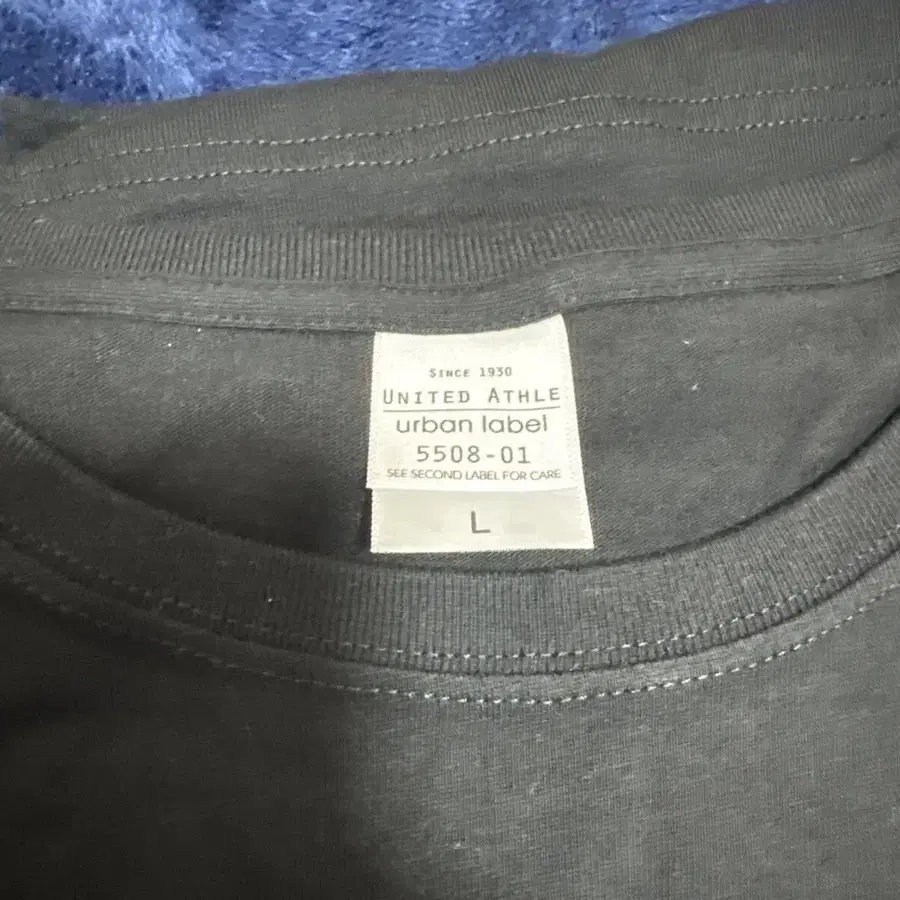 SINCE 1930
UNITED ATHLE
urban label
5508-01
SEE SECOND LABEL FOR CARE
L